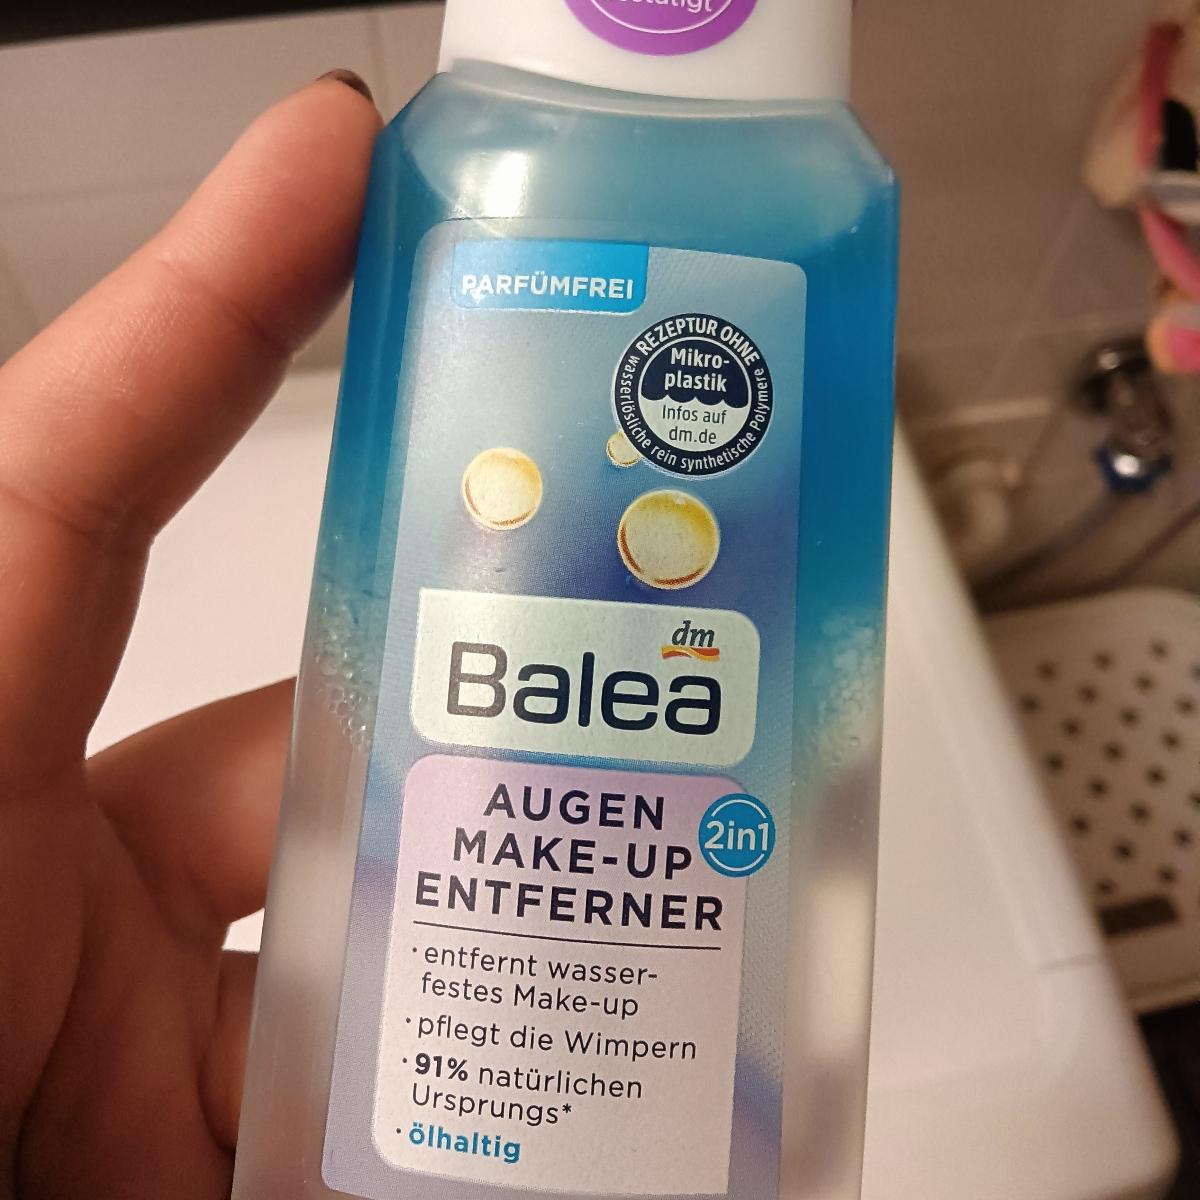 PARFÜMFREI
REZEPTUR OHNE
Mikro-
plastik
Infos auf
dm.de
wasserlösliche rein synthetische Polymere
dm
Balea
AUGEN
MAKE-UP
ENTFERNER
2in1
· entfernt wasser-
festes Make-up
· pflegt die Wimpern
· 91% natürlichen
Ursprungs*
· ölhaltig